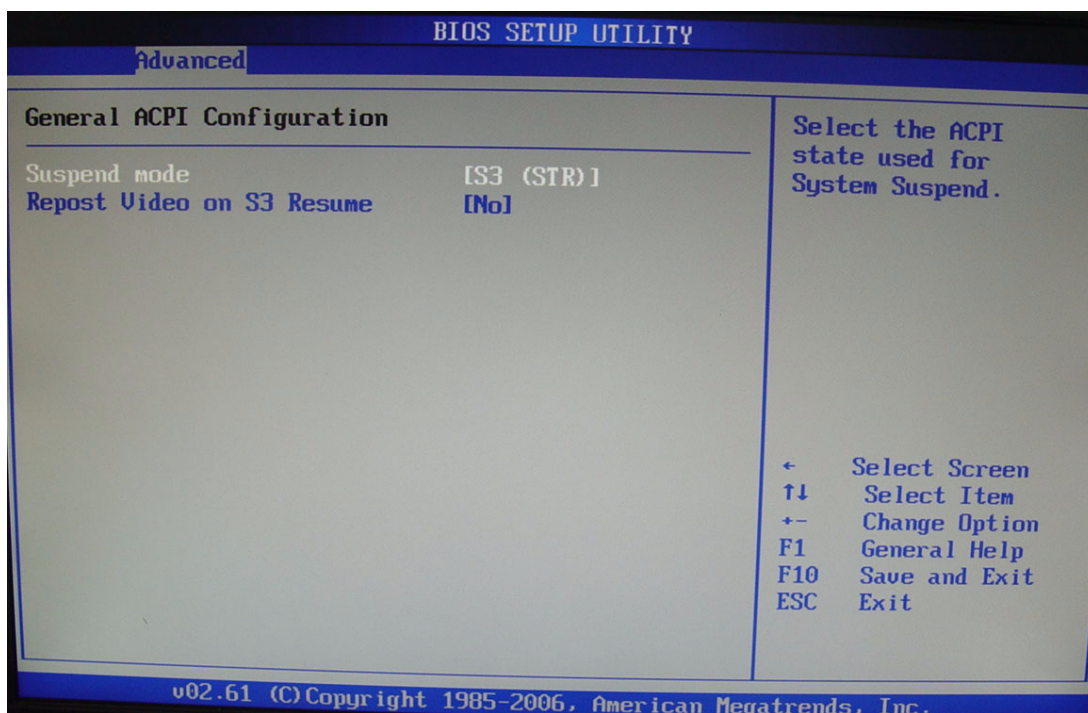 BIOS SETUP UTILITY
Advanced
General ACPI Configuration
Suspend mode [S3 (STR)]
Repost Video on S3 Resume [No]
Select the ACPI
state used for
System Suspend.
← Select Screen
↑↓ Select Item
+- Change Option
F1 General Help
F10 Save and Exit
ESC Exit
v02.61 (C)Copyright 1985-2006, American Megatrends, Inc.